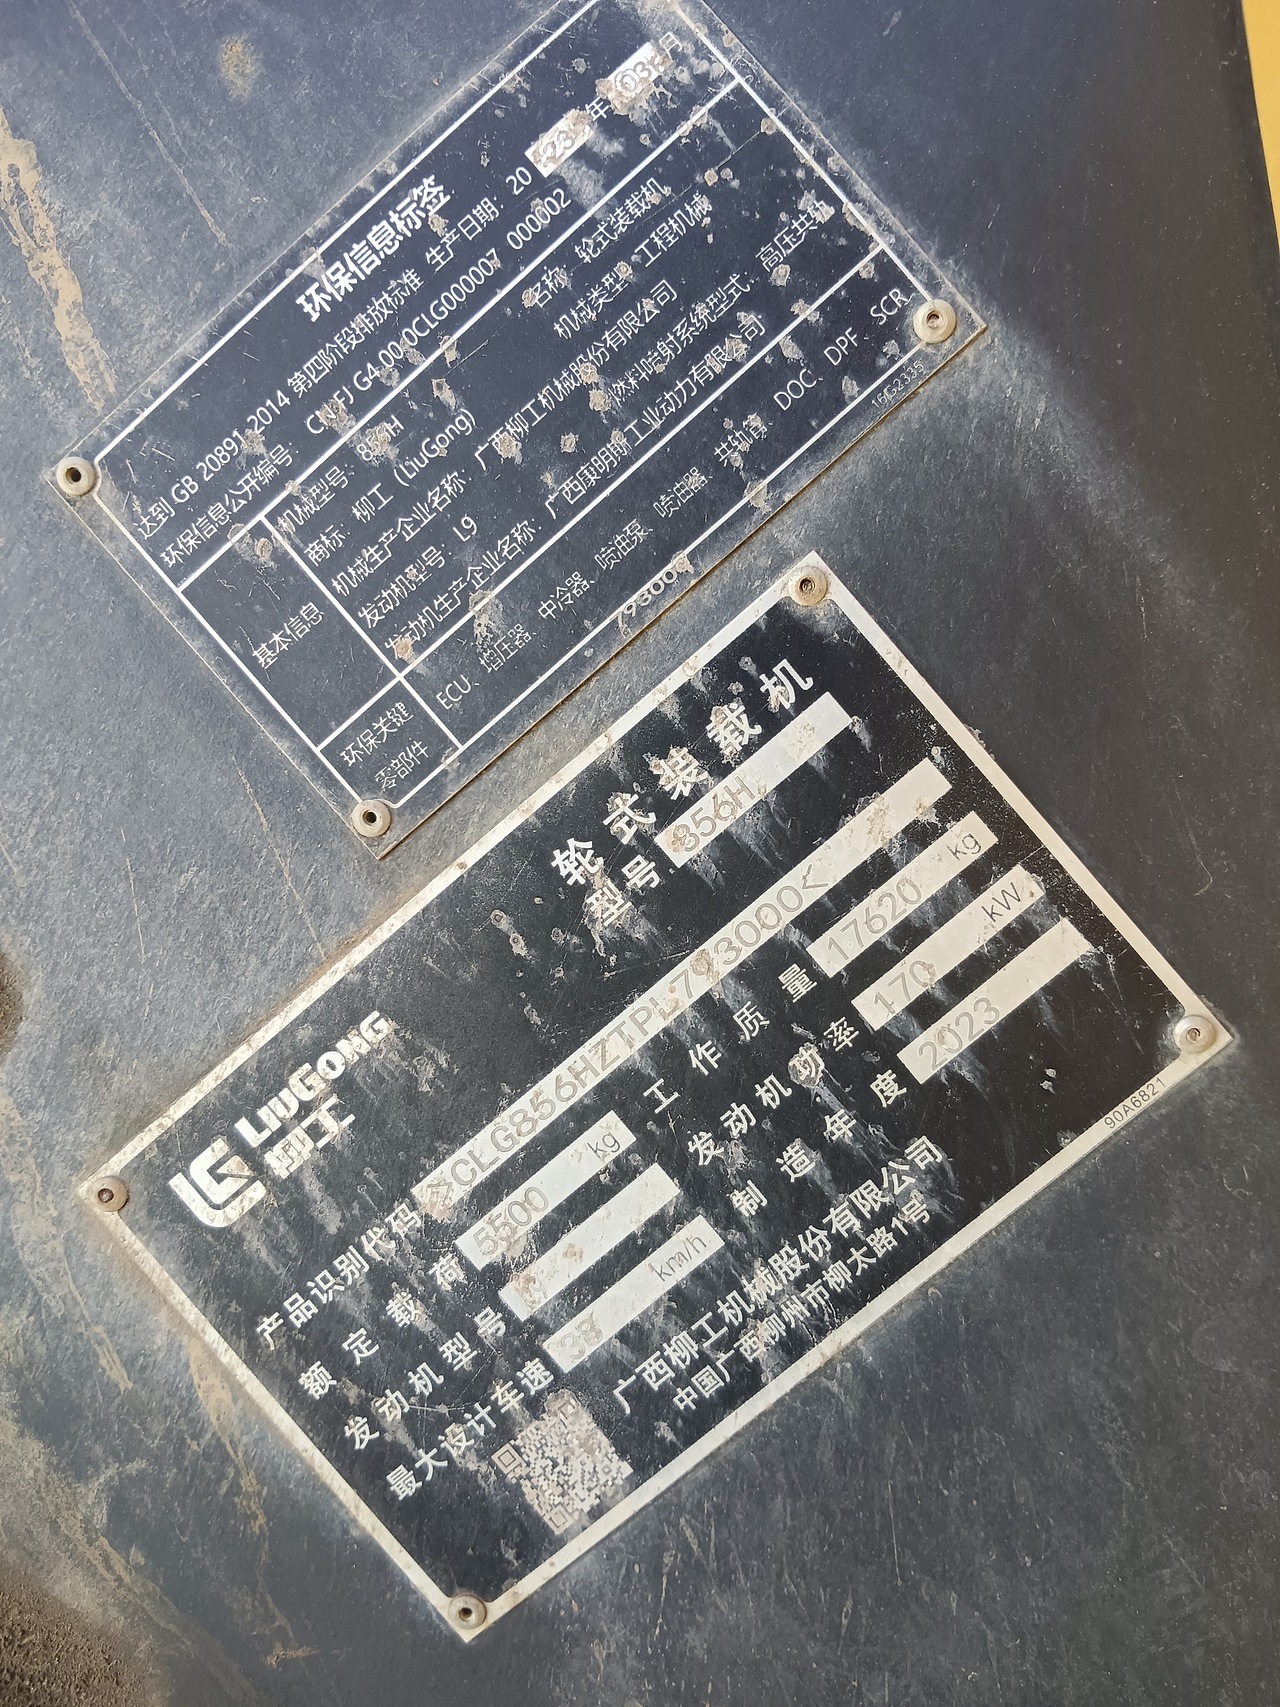 环保信息标签
达到 GB 20891-2014 第四阶段排放标准 生产日期：2023年03月
环保信息公开编号：CN FJ G4 00 0CLG000007 000002
基本信息
机械型号：856H 名称：轮式装载机
商标：柳工（LiuGong） 机械类型：工程机械
机械生产企业名称：广西柳工机械股份有限公司
发动机型号：L9 燃料喷射系统型式：高压共轨
发动机生产企业名称：广西康明斯工业动力有限公司
环保关键零部件
ECU、增压器、中冷器、喷油泵、喷油器、共轨管、DOC、DPF、SCR
16G2335
793000
LIUGONG
柳工
轮式装载机
型号 856H
产品识别代码 CLG856HZTPL793000<
额定载荷 5500 kg 工作质量 17620 kg
发动机型号 发动机功率 170 kW
最大设计车速 38 km/h 制造年度 2023
广西柳工机械股份有限公司
中国广西柳州市柳太路1号
90A6821